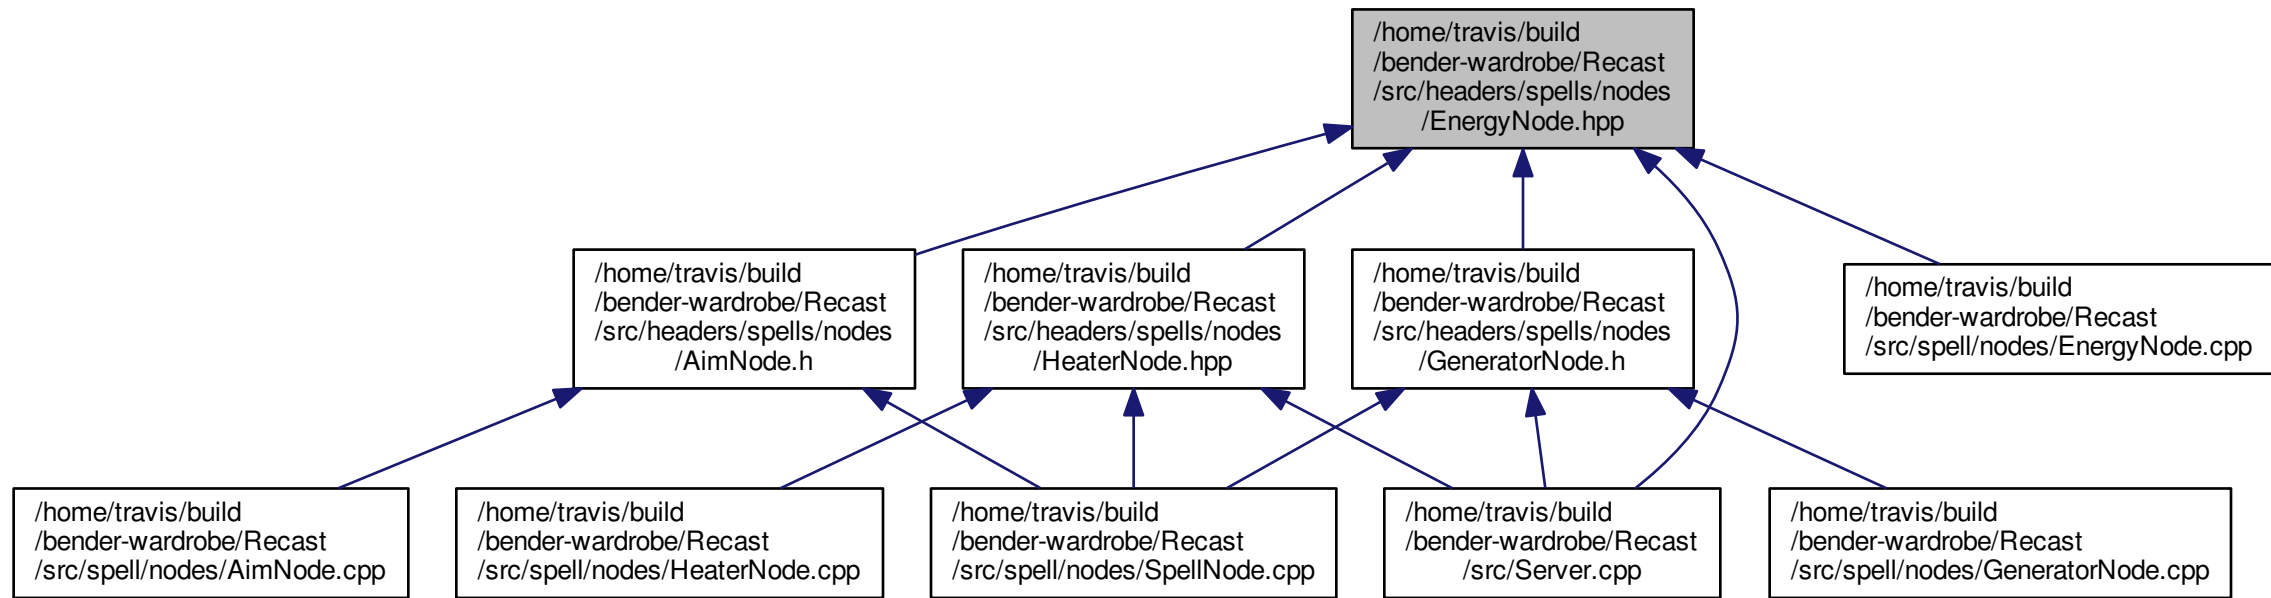 /home/travis/build
/bender-wardrobe/Recast
/src/headers/spells/nodes
/EnergyNode.hpp
/home/travis/build
/bender-wardrobe/Recast
/src/headers/spells/nodes
/AimNode.h
/home/travis/build
/bender-wardrobe/Recast
/src/headers/spells/nodes
/HeaterNode.hpp
/home/travis/build
/bender-wardrobe/Recast
/src/headers/spells/nodes
/GeneratorNode.h
/home/travis/build
/bender-wardrobe/Recast
/src/spell/nodes/EnergyNode.cpp
/home/travis/build
/bender-wardrobe/Recast
/src/spell/nodes/AimNode.cpp
/home/travis/build
/bender-wardrobe/Recast
/src/spell/nodes/HeaterNode.cpp
/home/travis/build
/bender-wardrobe/Recast
/src/spell/nodes/SpellNode.cpp
/home/travis/build
/bender-wardrobe/Recast
/src/Server.cpp
/home/travis/build
/bender-wardrobe/Recast
/src/spell/nodes/GeneratorNode.cpp